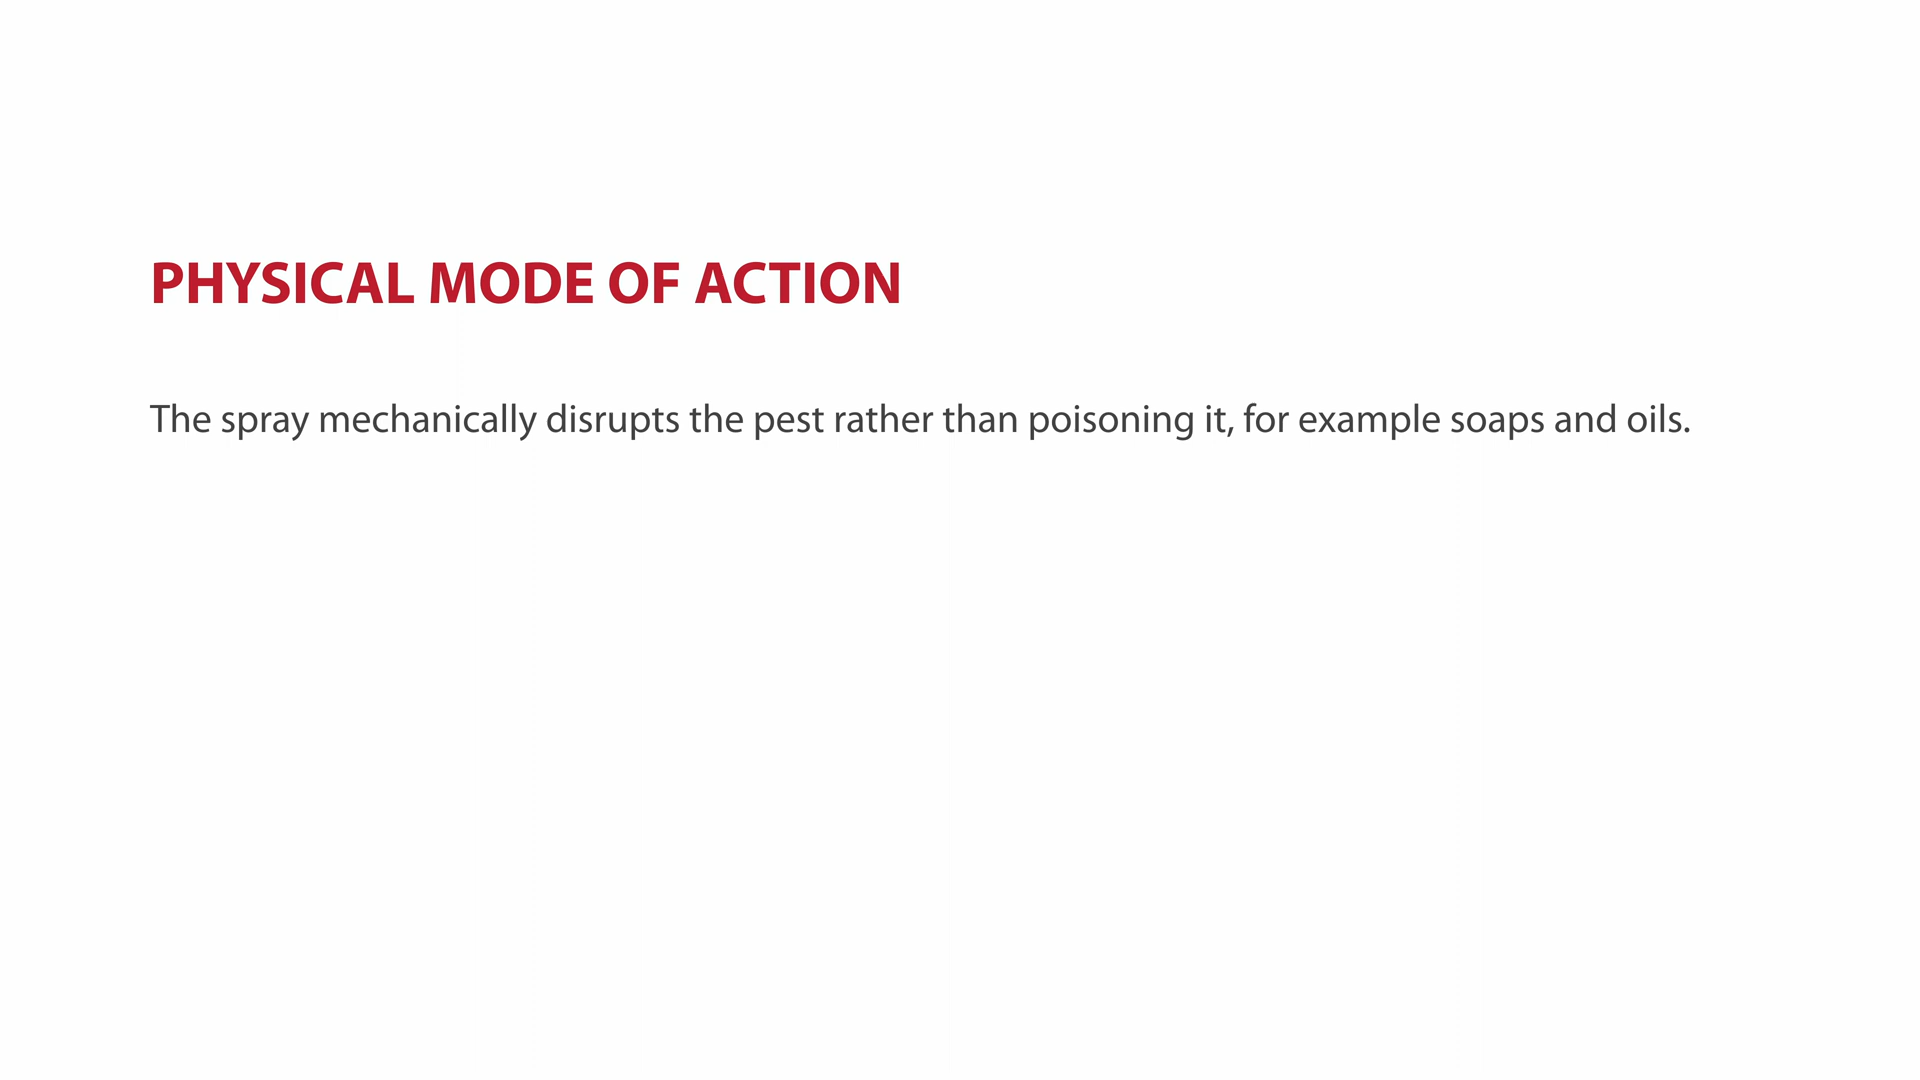 PHYSICAL MODE OF ACTION
The spray mechanically disrupts the pest rather than poisoning it, for example soaps and oils.